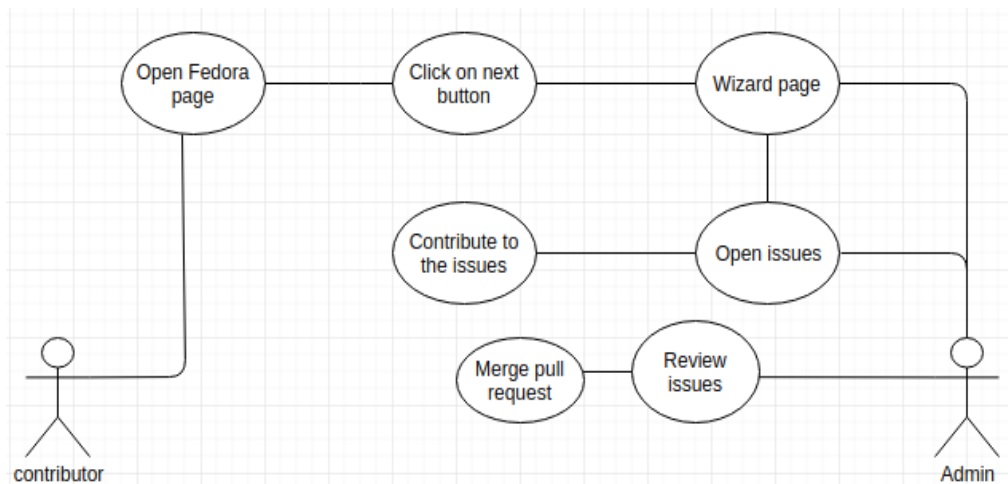 Open Fedora
page
Click on next
button
Wizard page
Contribute to
the issues
Open issues
Merge pull
request
Review
issues
contributor
Admin